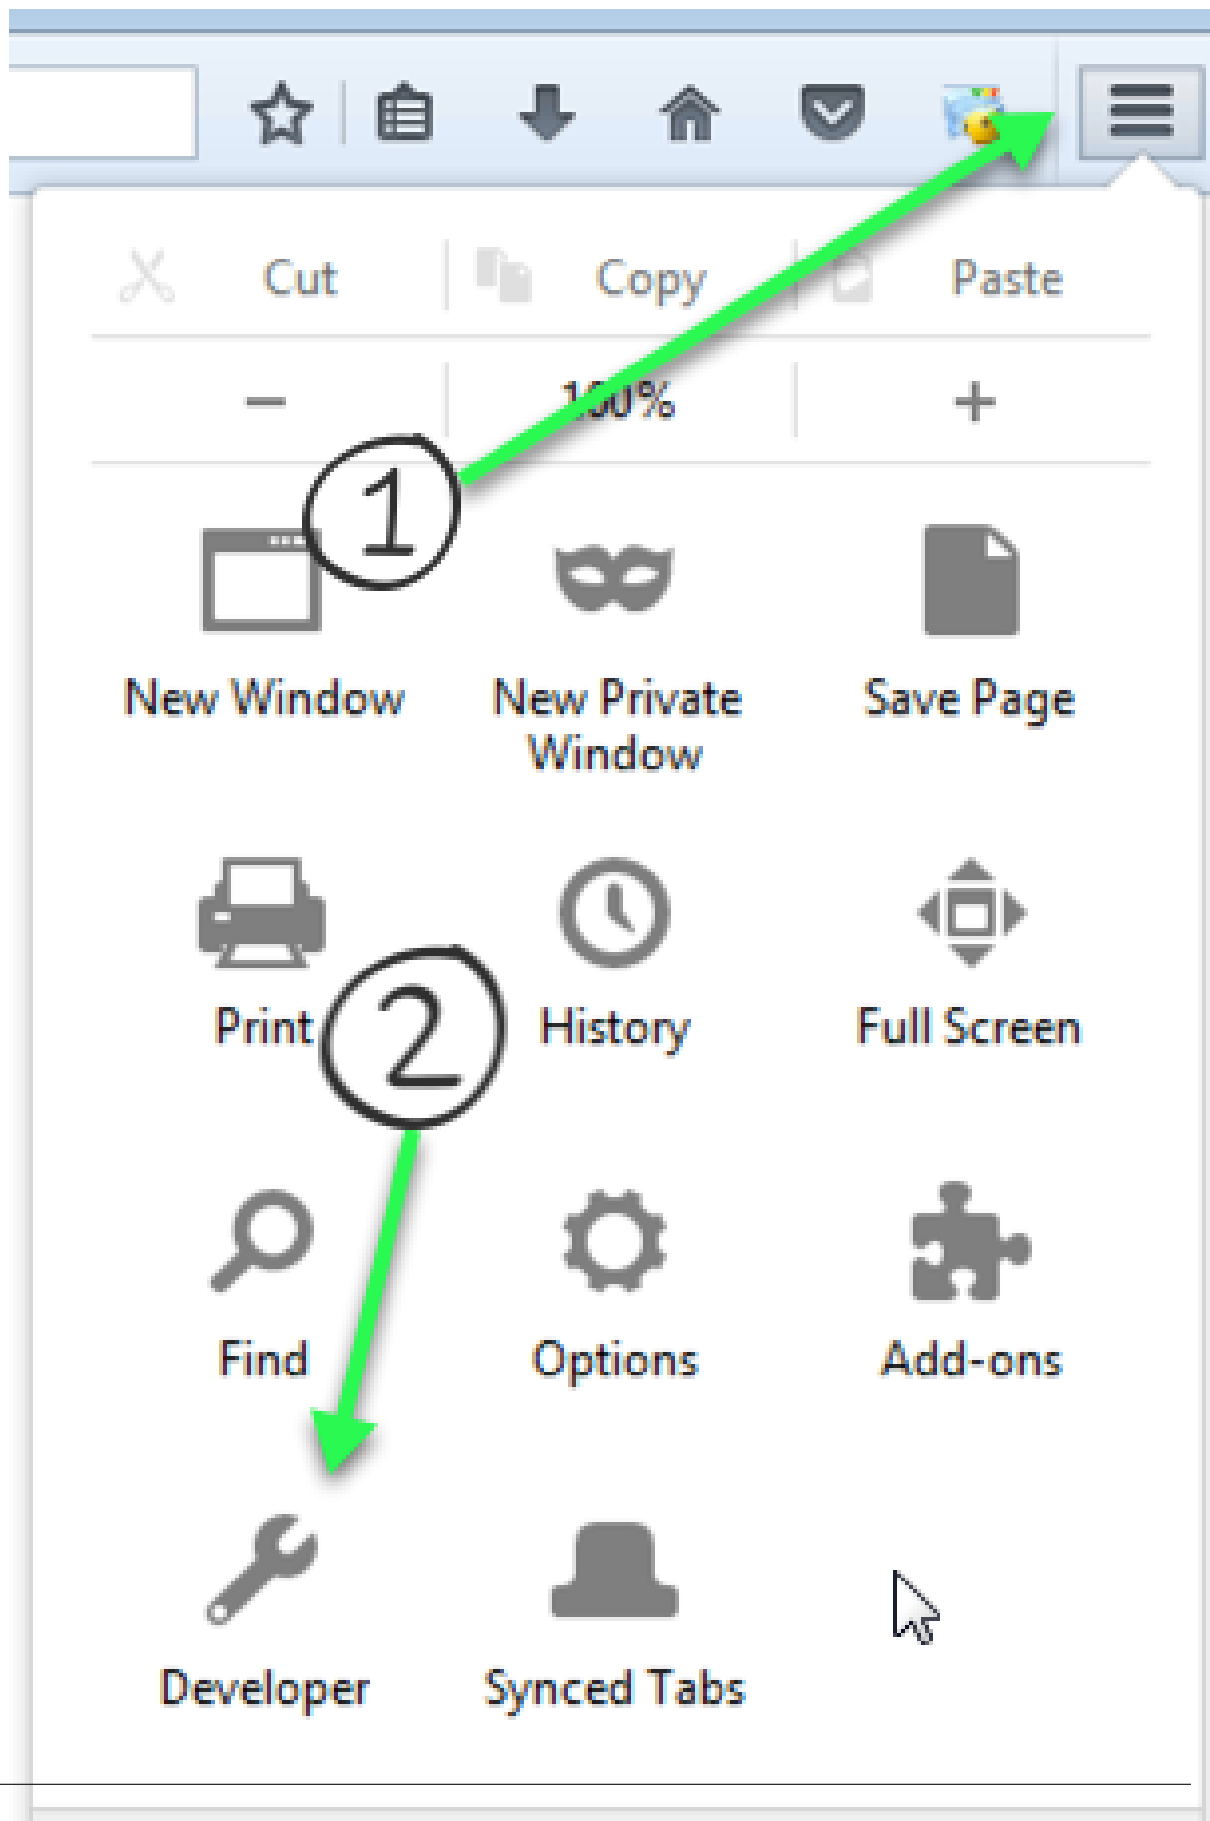 Cut Copy Paste
100%
1
New Window New Private Window Save Page
2
Print History Full Screen
Find Options Add-ons
Developer Synced Tabs